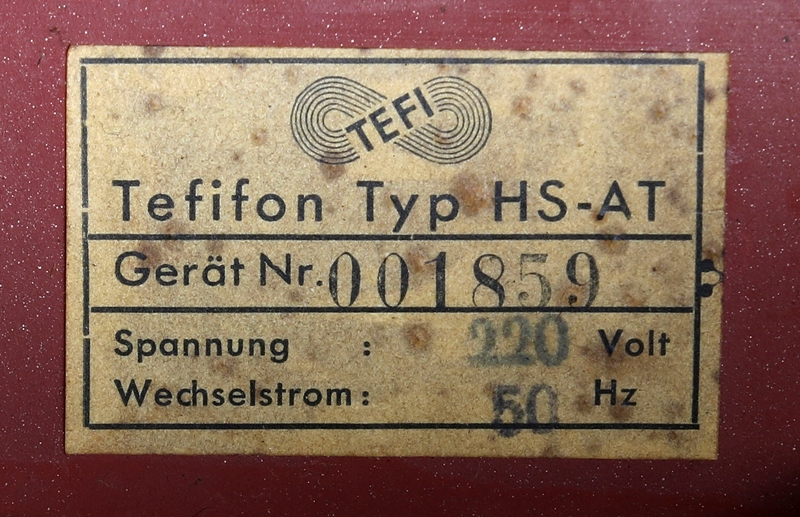 TEFI
Tefifon Typ HS-AT
Gerät Nr. 001859
Spannung : 220 Volt
Wechselstrom: 50 Hz